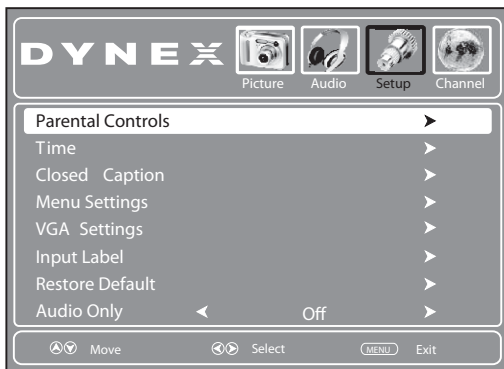 DYNEX
Picture Audio Setup Channel
Parental Controls
Time
Closed Caption
Menu Settings
VGA Settings
Input Label
Restore Default
Audio Only Off
Move Select MENU Exit